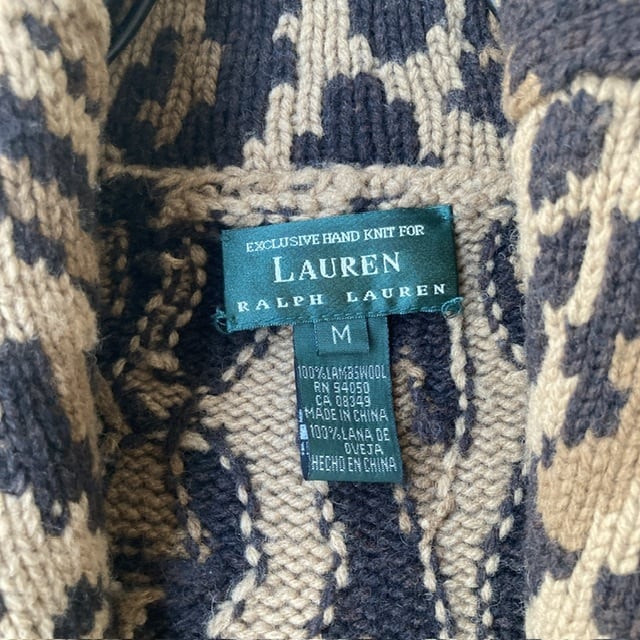 EXCLUSIVE HAND KNIT FOR
LAUREN
RALPH LAUREN
M
100% LAMBSWOOL
RN 54050
CA 08349
MADE IN CHINA
100% LANA DE
OVEJA
HECHO EN CHINA